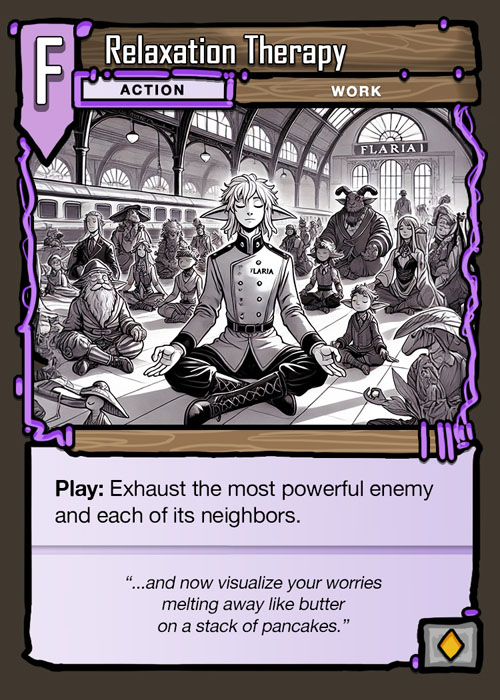 F
Relaxation Therapy
ACTION
WORK
FLARIA
FLARIA
Play: Exhaust the most powerful enemy
and each of its neighbors.
“...and now visualize your worries
melting away like butter
on a stack of pancakes.”